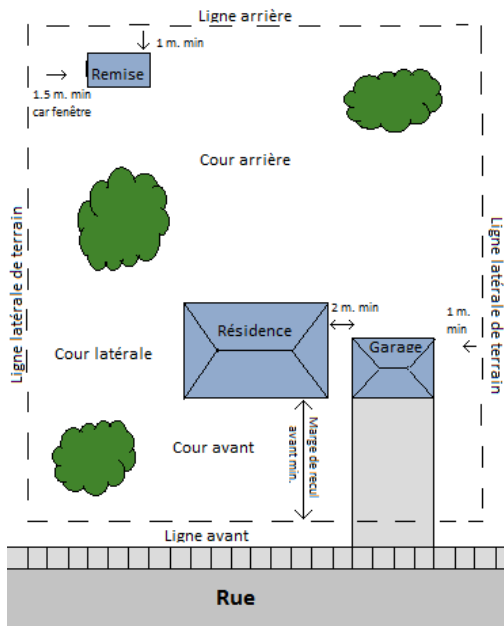 Ligne arrière
1 m. min
Remise
1.5 m. min
car fenêtre
Cour arrière
Ligne latérale de terrain
Ligne latérale de terrain
2 m. min
1 m.
min
Résidence
Garage
Cour latérale
Marge de recul
avant min.
Cour avant
Ligne avant
Rue